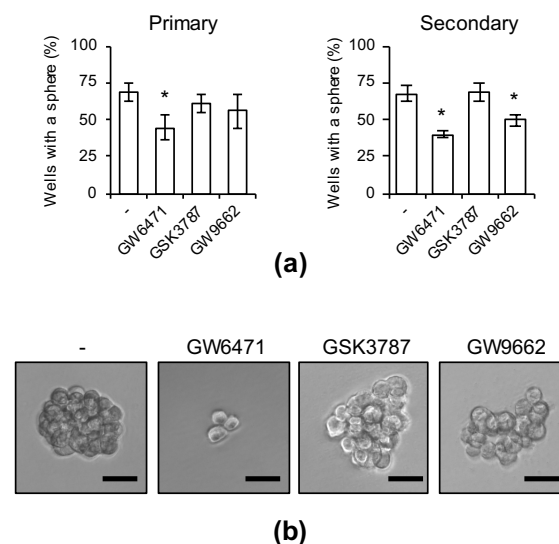 Primary
Wells with a sphere (%)
100
75
50
25
0
*
-
GW6471
GSK3787
GW9662
Secondary
Wells with a sphere (%)
100
75
50
25
0
*
*
-
GW6471
GSK3787
GW9662
(a)
- GW6471 GSK3787 GW9662
(b)